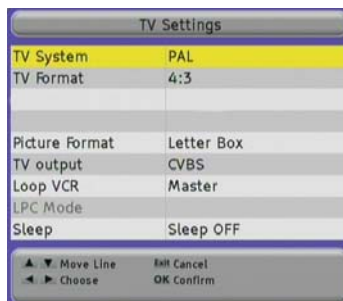 TV Settings
TV System PAL
TV Format 4:3
Picture Format Letter Box
TV output CVBS
Loop VCR Master
LPC Mode
Sleep Sleep OFF
▲ ▼ Move Line Exit Cancel
◄ ► Choose OK Confirm